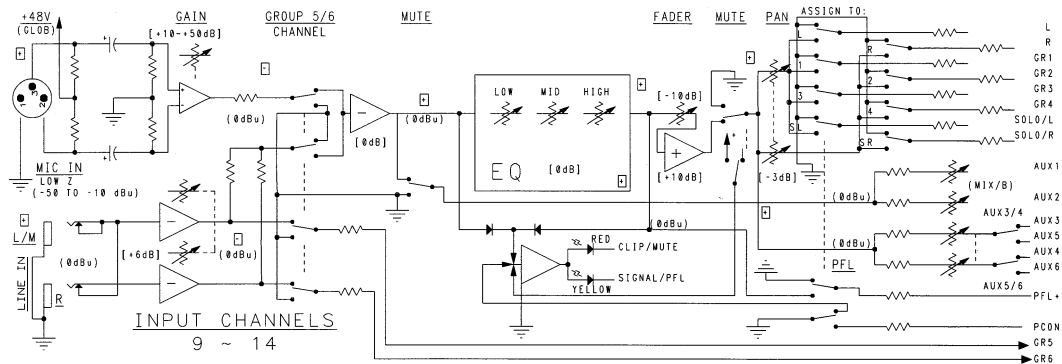 +48V
(GLOB)
GAIN
[+10-+50dB]
GROUP 5/6
CHANNEL
MUTE
FADER
MUTE
PAN
ASSIGN TO:
L
R
GR1
GR2
GR3
GR4
SOLO/L
SOLO/R
L
R
1
2
3
4
SL
SR
+
-
+
+
+
1
3
2
+
+
+
-
(0dBu)
-
[0dB]
(0dBu)
LOW
MID
HIGH
EQ
[0dB]
+
[-10dB]
+
[+10dB]
+
[-3dB]
+
MIC IN
LOW Z
(-50 TO -10 dBu)
+
L/M
(0dBu)
LINE IN
R
-
[+6dB]
-
-
(0dBu)
(0dBu)
(0dBu)
(0dBu)
AUX1
(MIX/B)
AUX2
AUX3/4
AUX3
AUX5
AUX4
AUX6
AUX5/6
RED
CLIP/MUTE
SIGNAL/PFL
YELLOW
PFL
PFL+
PCON
GR5
GR6
INPUT CHANNELS
9 ~ 14